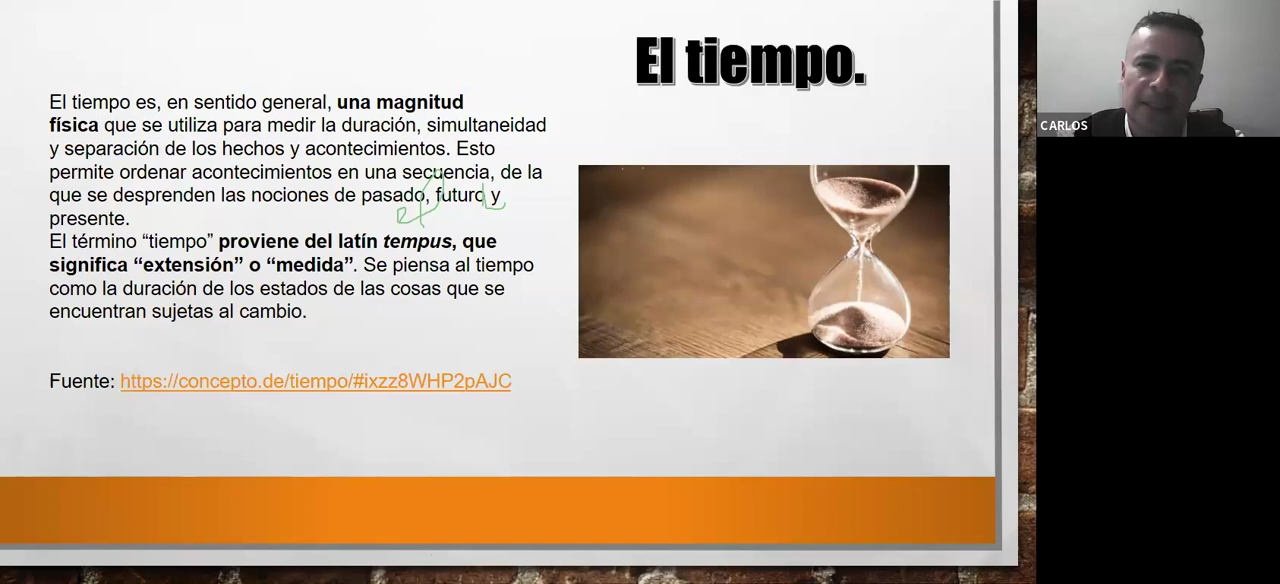 El tiempo.
El tiempo es, en sentido general, una magnitud
física que se utiliza para medir la duración, simultaneidad
y separación de los hechos y acontecimientos. Esto
permite ordenar acontecimientos en una secuencia, de la
que se desprenden las nociones de pasado, futuro y
presente.
El término “tiempo” proviene del latín tempus, que
significa “extensión” o “medida”. Se piensa al tiempo
como la duración de los estados de las cosas que se
encuentran sujetas al cambio.
Fuente: https://concepto.de/tiempo/#ixzz8WHP2pAJC
CARLOS